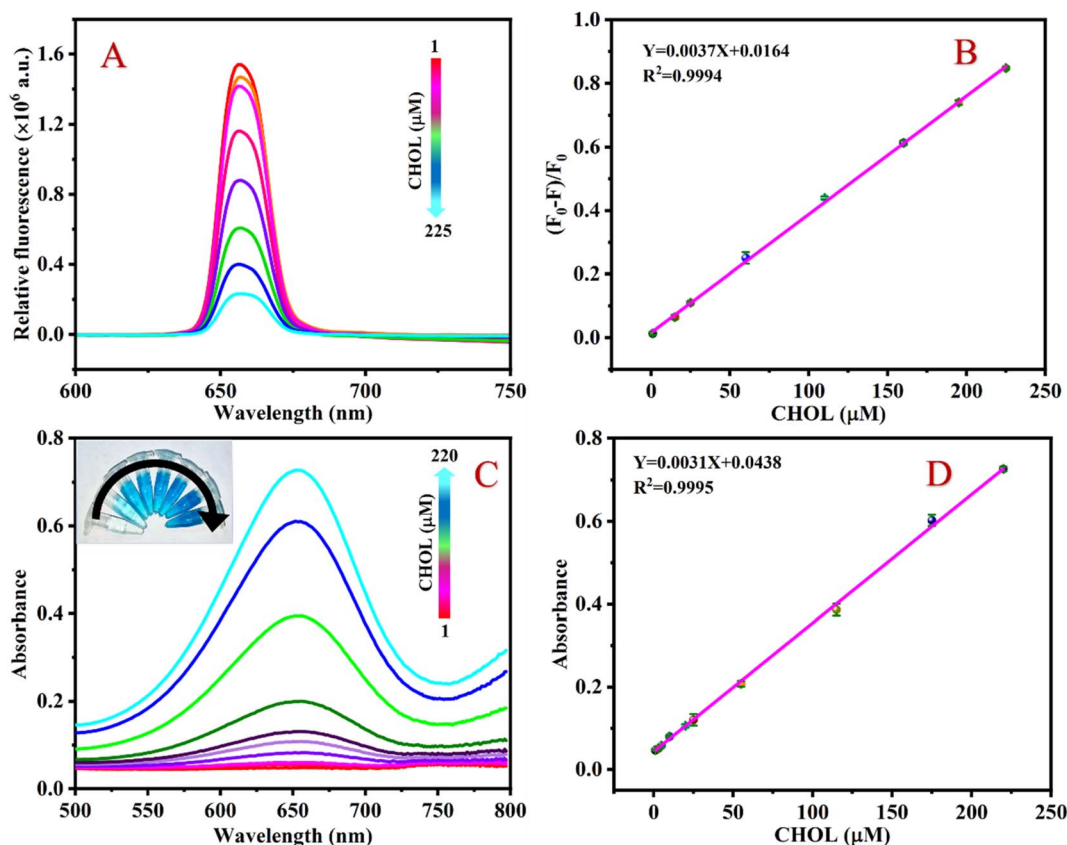 A
1
CHOL (μM)
225
Relative fluorescence (×10⁶ a.u.)
1.6
1.2
0.8
0.4
0.0
600
650
700
750
Wavelength (nm)
B
Y=0.0037X+0.0164
R²=0.9994
(F₀-F)/F₀
1.0
0.8
0.6
0.4
0.2
0.0
0
50
100
150
200
250
CHOL (μM)
C
220
CHOL (μM)
1
Absorbance
0.8
0.6
0.4
0.2
0.0
500
550
600
650
700
750
800
Wavelength (nm)
D
Y=0.0031X+0.0438
R²=0.9995
Absorbance
0.8
0.6
0.4
0.2
0.0
0
50
100
150
200
250
CHOL (μM)